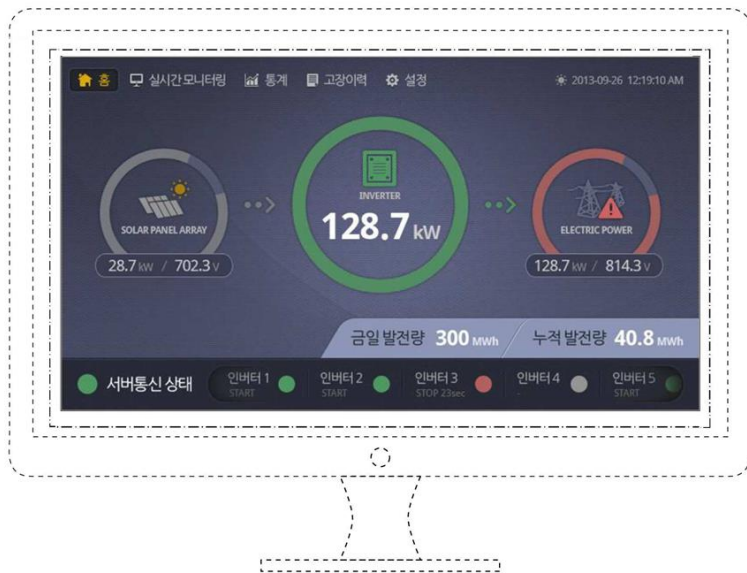 홈 실시간 모니터링 통계 고장이력 설정 2013-09-26 12:19:10 AM
INVERTER
128.7 kW
SOLAR PANEL ARRAY
28.7 kW / 702.3 V
ELECTRIC POWER
128.7 kW / 814.3 V
금일 발전량 300 MWh 누적 발전량 40.8 MWh
서버통신 상태
인버터 1
START
인버터 2
START
인버터 3
STOP 23sec
인버터 4
-
인버터 5
START